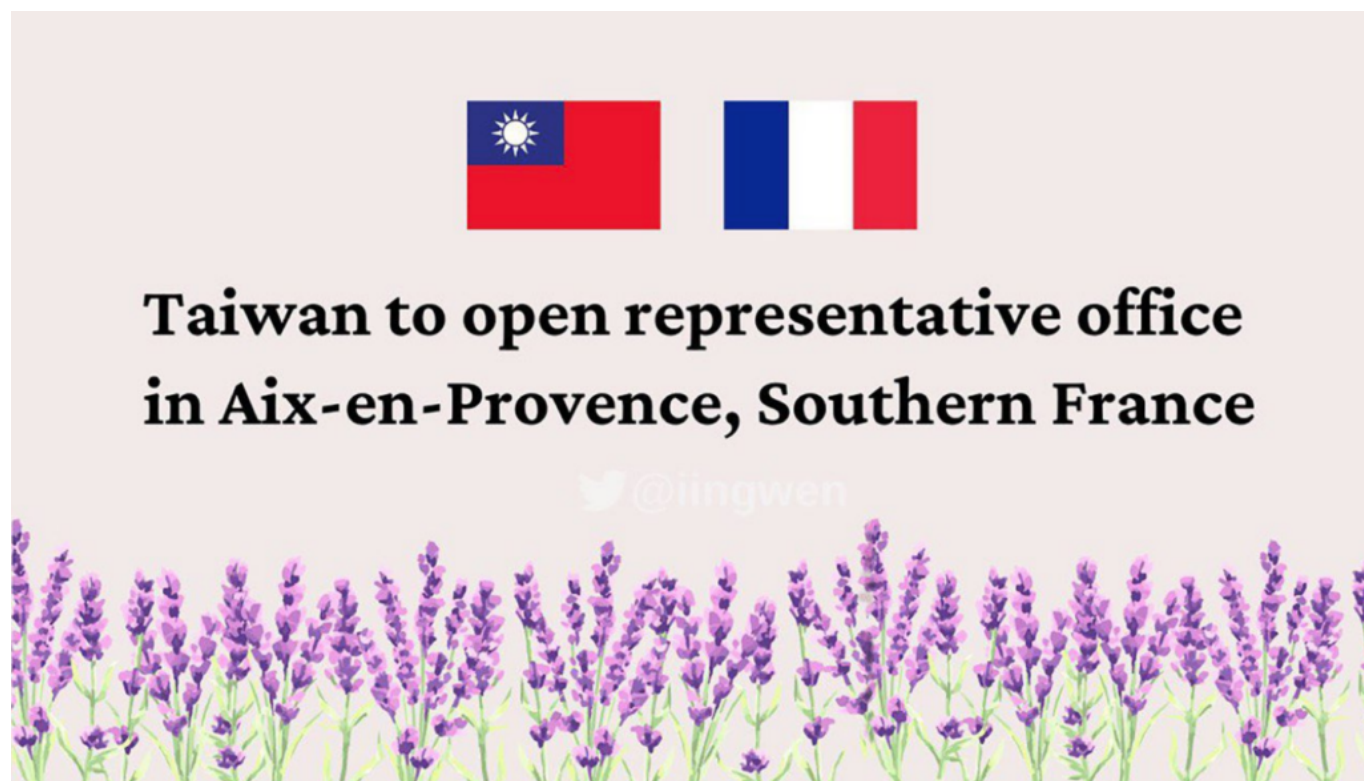 Taiwan to open representative office
in Aix-en-Provence, Southern France
@iingwen